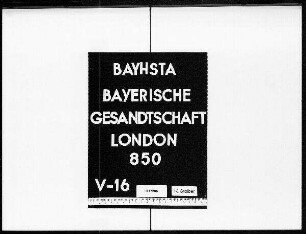 BAYHSTA
BAYERISCHE
GESANDTSCHAFT
LONDON
850
V-16